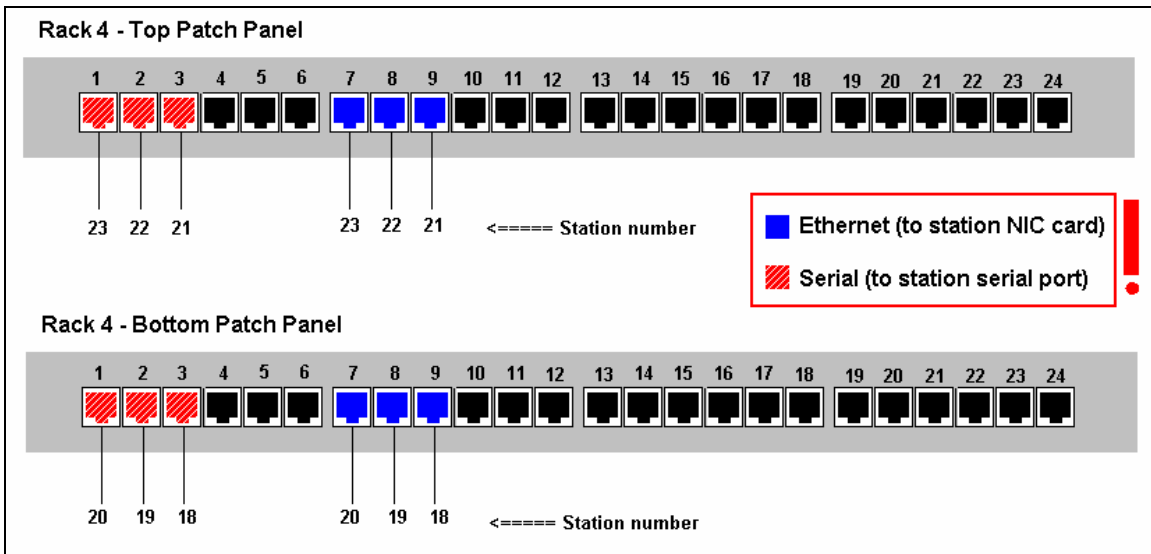 Rack 4 - Top Patch Panel
1 2 3 4 5 6 7 8 9 10 11 12 13 14 15 16 17 18 19 20 21 22 23 24
23 22 21 23 22 21 <===== Station number
Ethernet (to station NIC card)
Serial (to station serial port)
!
Rack 4 - Bottom Patch Panel
1 2 3 4 5 6 7 8 9 10 11 12 13 14 15 16 17 18 19 20 21 22 23 24
20 19 18 20 19 18 <===== Station number